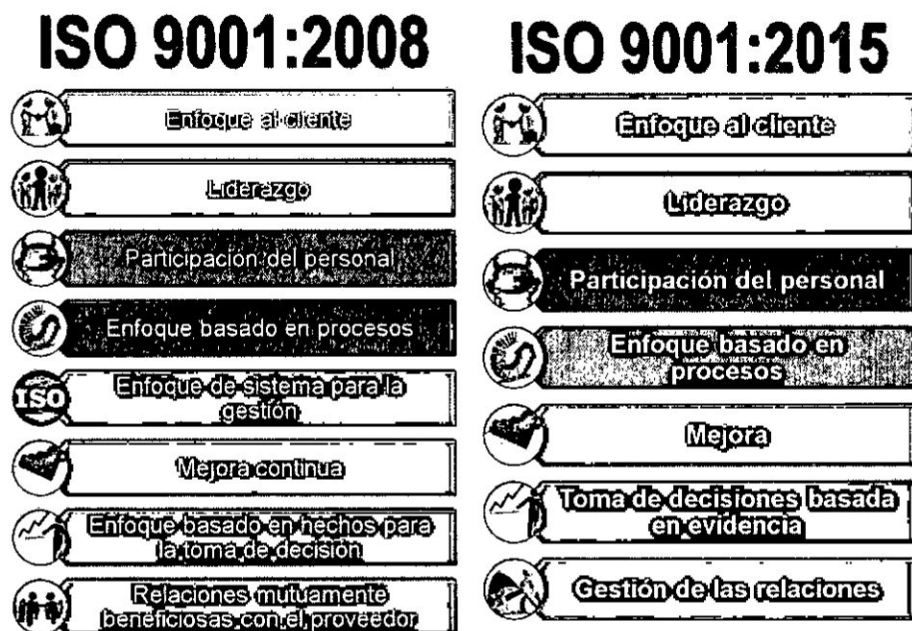 ISO 9001:2008
Enfoque al cliente
Liderazgo
Participación del personal
Enfoque basado en procesos
ISO
Enfoque de sistema para la
gestión
Mejora continua
Enfoque basado en hechos para
la toma de decisión
Relaciones mutuamente
beneficiosas con el proveedor
ISO 9001:2015
Enfoque al cliente
Liderazgo
Participación del personal
Enfoque basado en
procesos
Mejora
Toma de decisiones basada
en evidencia
Gestión de las relaciones